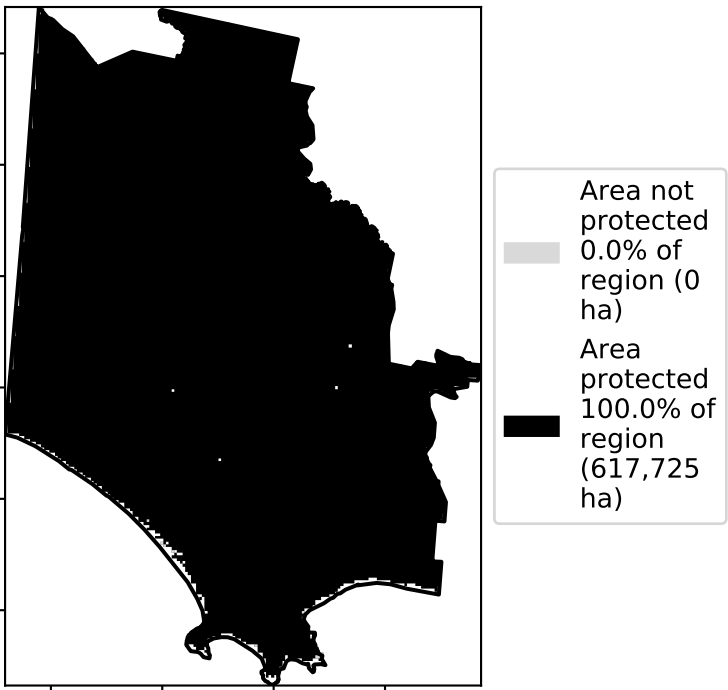 Area not
protected
0.0% of
region (0
ha)
Area
protected
100.0% of
region
(617,725
ha)